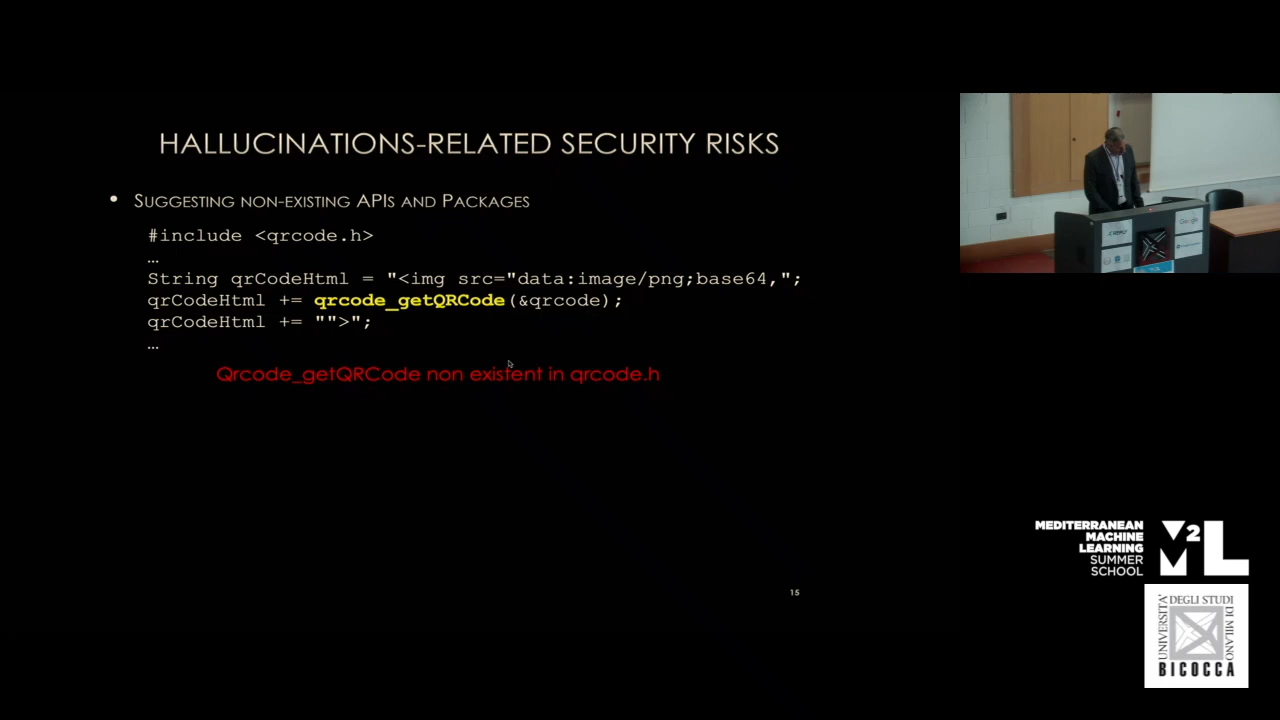 HALLUCINATIONS-RELATED SECURITY RISKS
• SUGGESTING NON-EXISTING APIS AND PACKAGES
#include <qrcode.h>
…
String qrCodeHtml = "<img src="data:image/png;base64,";
qrCodeHtml += qrcode_getQRCode(&qrcode);
qrCodeHtml += "">";
…
Qrcode_getQRCode non existent in qrcode.h
15
Google
MEDITERRANEAN
MACHINE
LEARNING
SUMMER
SCHOOL
M2L
UNIVERSITA'
DEGLI STUDI
DI MILANO
BICOCCA